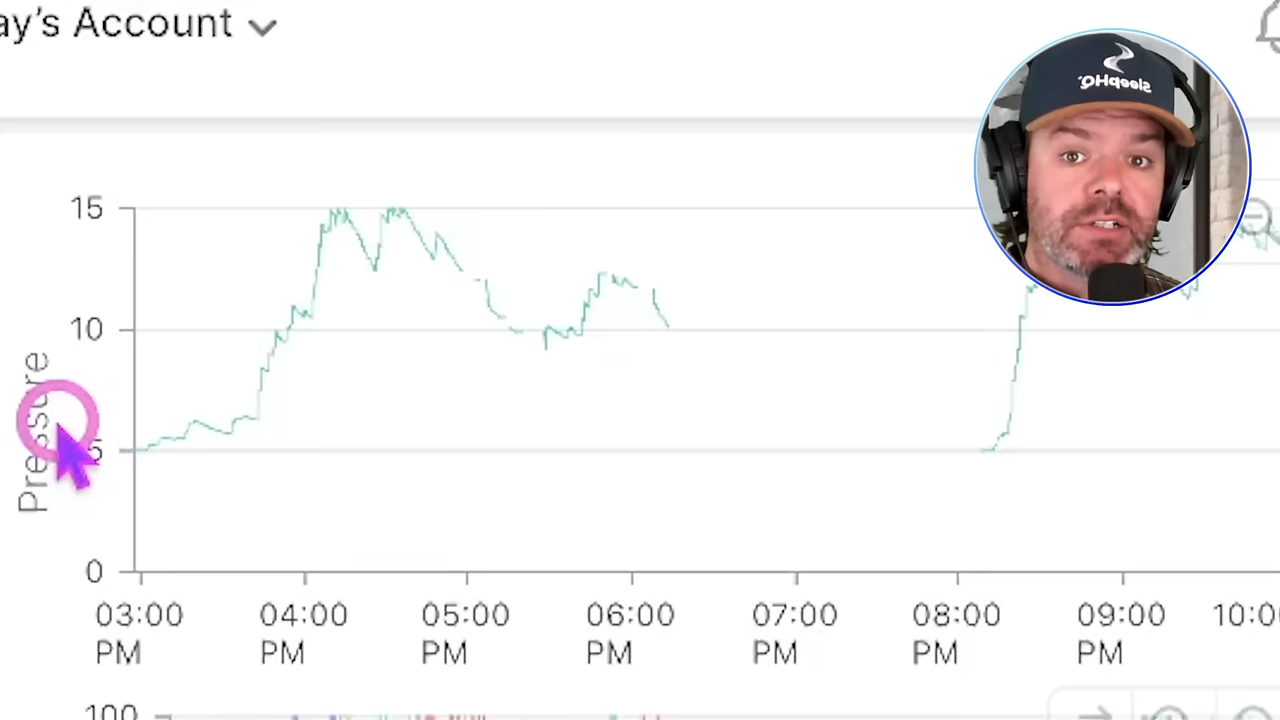 ay’s Account
SleepHQ
15
10
5
0
Pressure
03:00 PM
04:00 PM
05:00 PM
06:00 PM
07:00 PM
08:00 PM
09:00 PM
10:00
100